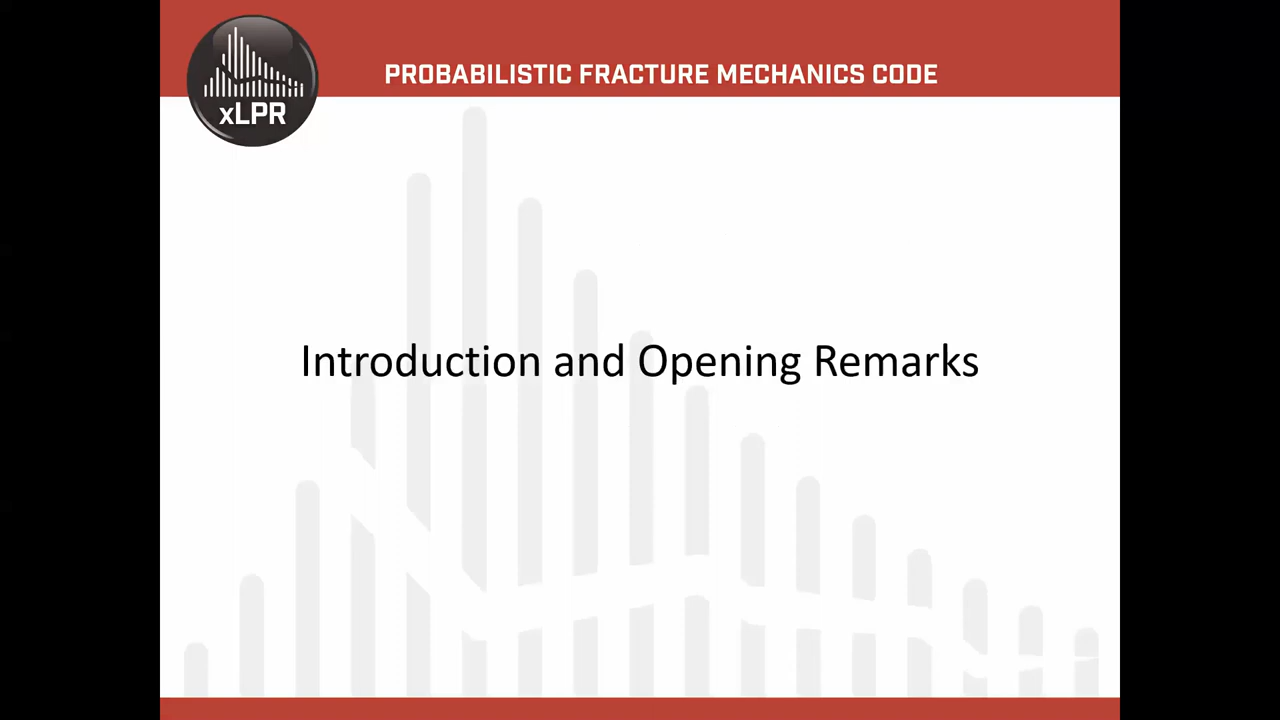 PROBABILISTIC FRACTURE MECHANICS CODE
xLPR
Introduction and Opening Remarks